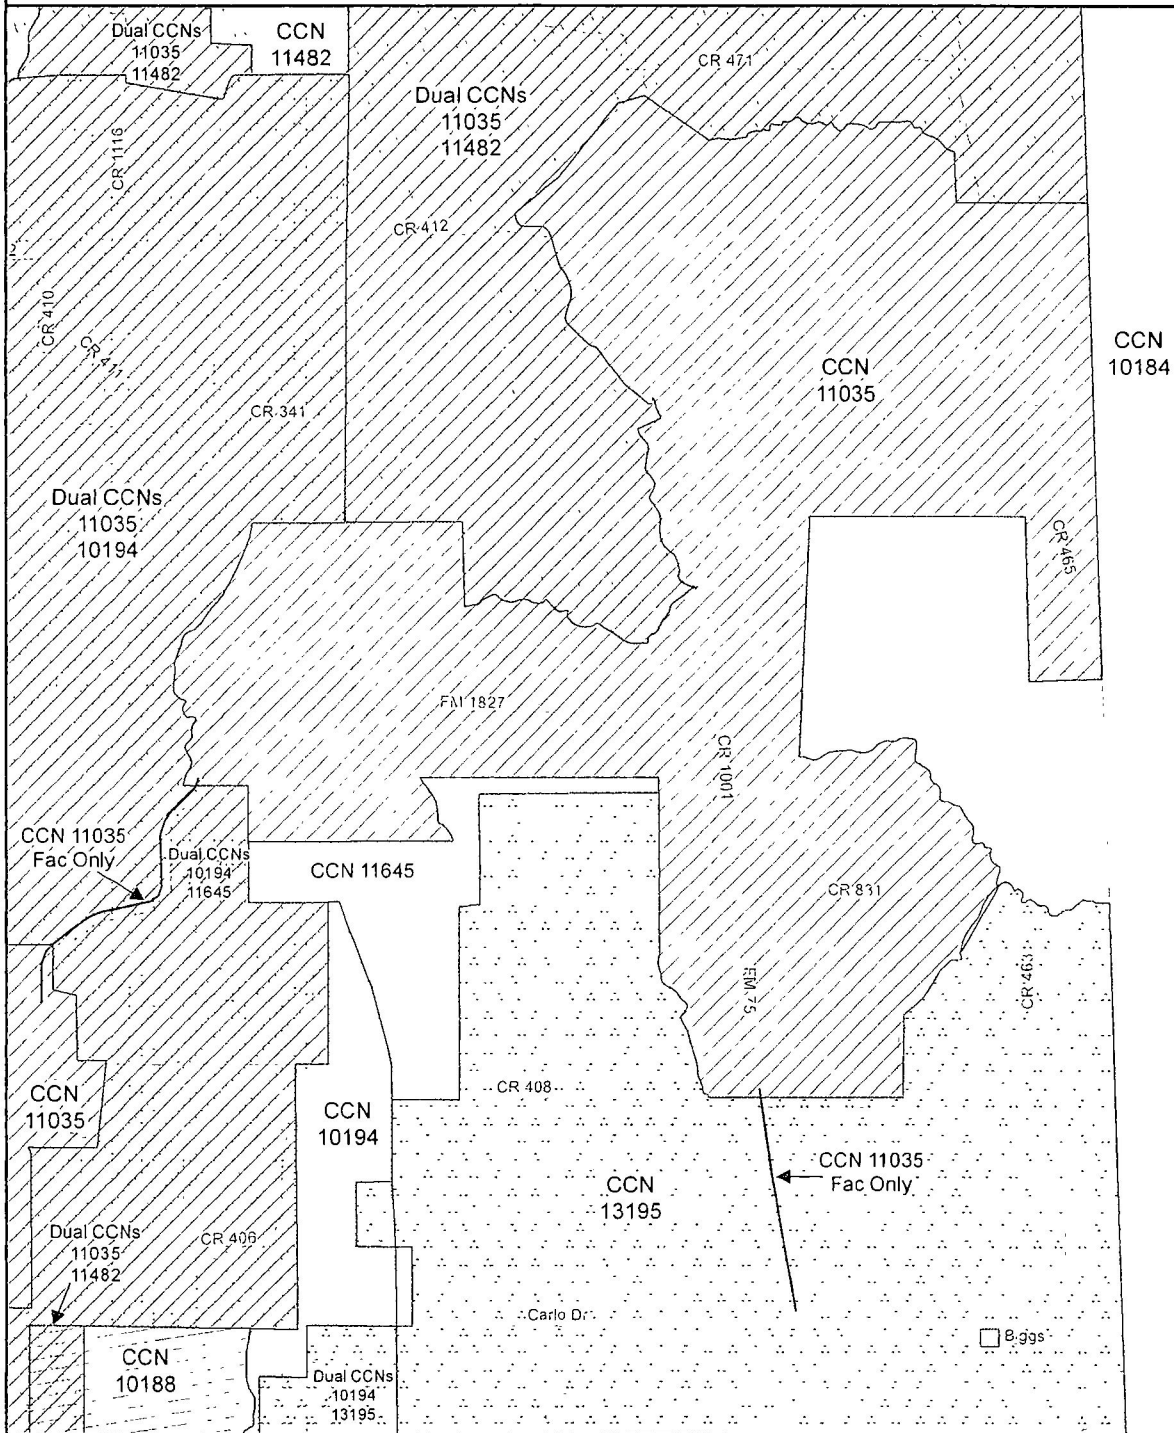 Dual CCNs
11035
11482
CCN
11482
CR 471
Dual CCNs
11035
11482
CR 1116
CR 412
2
CR 410
CR 411
CCN
11035
CCN
10184
CR 341
Dual CCNs
11035
10194
CR 465
FM 1827
CR 1001
CCN 11035
Fac Only
Dual CCNs
10194
11645
CCN 11645
CR 831
FM 75
CR 463
CCN
11035
CCN
10194
CR 408
CCN
13195
CCN 11035
Fac Only
Dual CCNs
11035
11482
CR 406
Carlo Dr
Biggs
CCN
10188
Dual CCNs
10194
13195